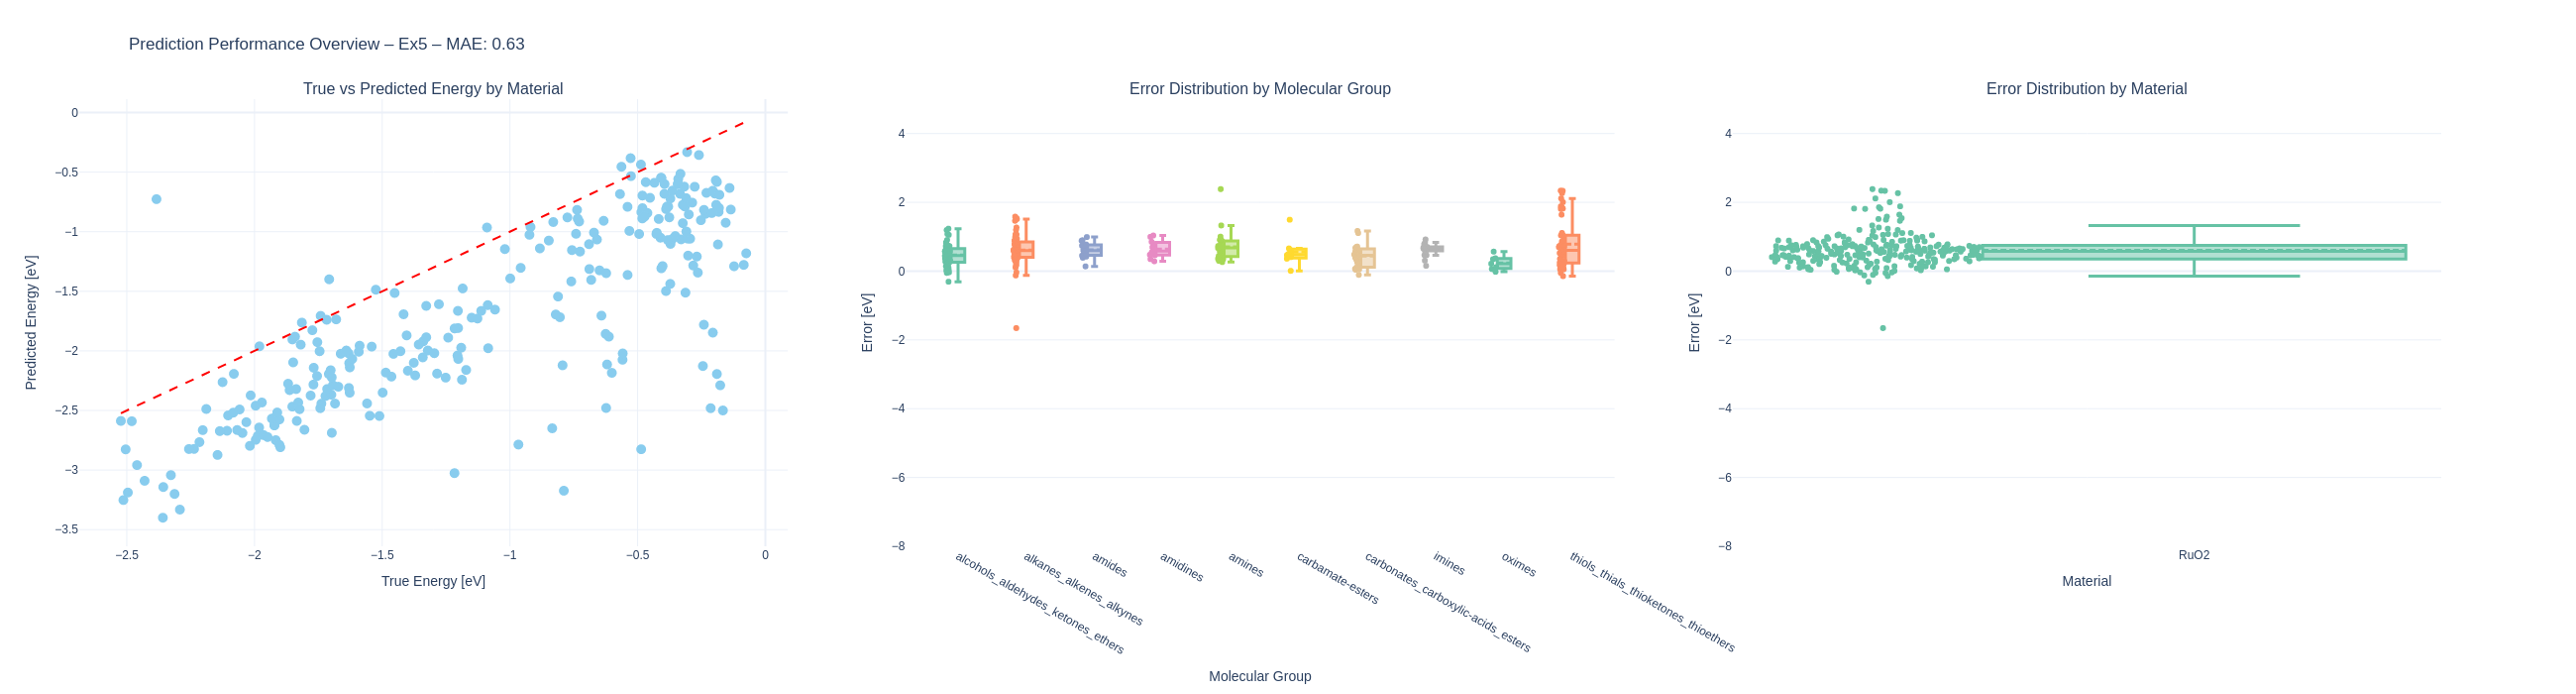 Prediction Performance Overview – Ex5 – MAE: 0.63
True vs Predicted Energy by Material
0
−0.5
−1
−1.5
−2
−2.5
−3
−3.5
Predicted Energy [eV]
−2.5
−2
−1.5
−1
−0.5
0
True Energy [eV]
Error Distribution by Molecular Group
4
2
0
−2
−4
−6
−8
Error [eV]
alcohols_aldehydes_ketones_ethers
alkanes_alkenes_alkynes
amides
amidines
amines
carbamate-esters
carbonates_carboxylic-acids_esters
imines
oximes
thiols_thials_thioketones_thioethers
Molecular Group
Error Distribution by Material
4
2
0
−2
−4
−6
−8
Error [eV]
RuO2
Material